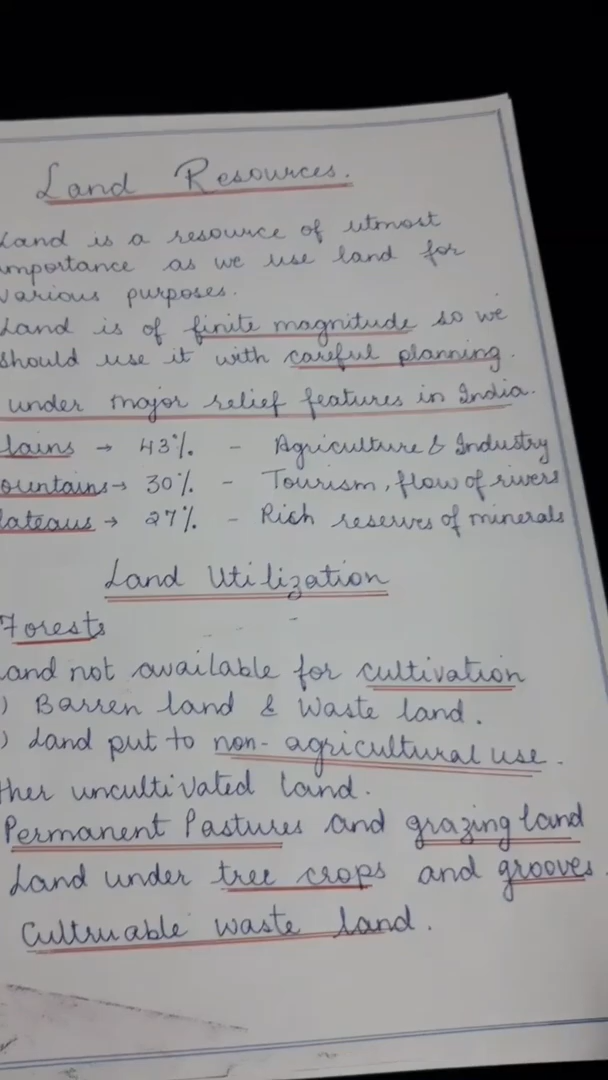 Land Resources.
Land is a resource of utmost
importance as we use land for
various purposes.
Land is of finite magnitude so we
should use it with careful planning.
under major relief features in India.
lains → 43% - Agriculture & Industry
ountains → 30% - Tourism, flow of rivers
lateaus → 27% - Rich reserves of minerals
Land Utilization
Forests
and not available for cultivation
) Barren land & Waste land.
) Land put to non-agricultural use.
ther uncultivated land.
Permanent Pastures and grazing land
Land under tree crops and grooves.
Cultruable waste land.